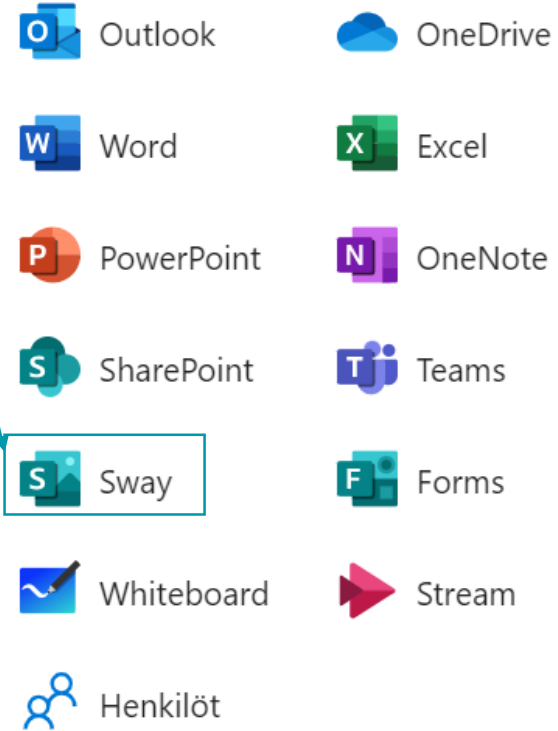 Outlook
OneDrive
Word
Excel
PowerPoint
OneNote
SharePoint
Teams
Sway
Forms
Whiteboard
Stream
Henkilöt